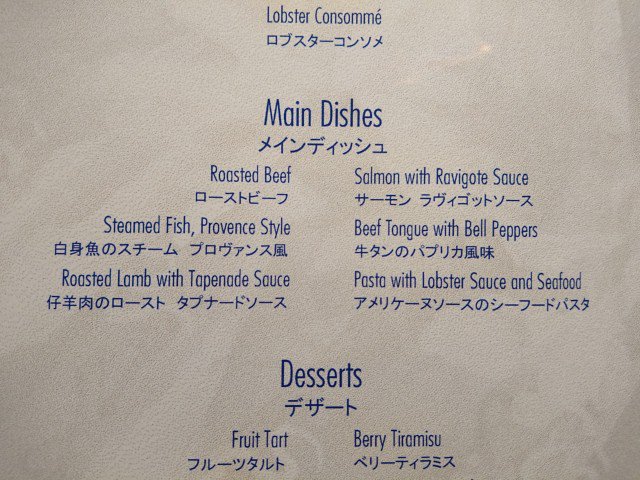 Lobster Consommé
ロブスターコンソメ
Main Dishes
メインディッシュ
Roasted Beef
ローストビーフ
Steamed Fish, Provence Style
白身魚のスチーム プロヴァンス風
Roasted Lamb with Tapenade Sauce
仔羊肉のロースト タプナードソース
Salmon with Ravigote Sauce
サーモン ラヴィゴットソース
Beef Tongue with Bell Peppers
牛タンのパプリカ風味
Pasta with Lobster Sauce and Seafood
アメリケーヌソースのシーフードパスタ
Desserts
デザート
Fruit Tart
フルーツタルト
Berry Tiramisu
ベリーティラミス